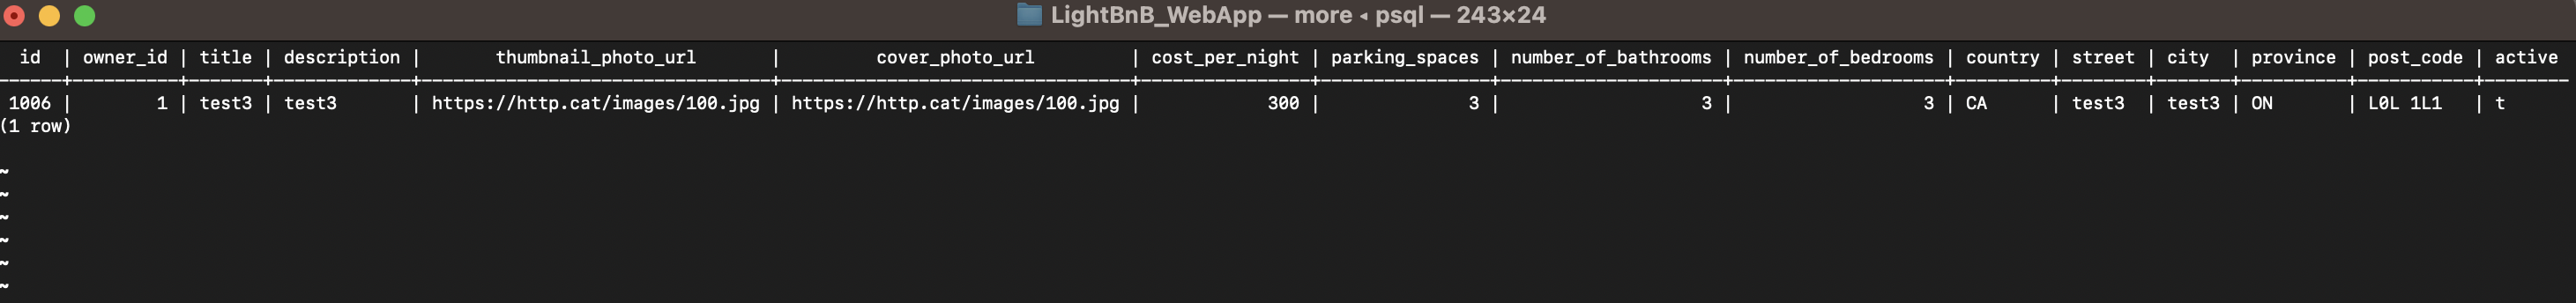 LightBnB_WebApp — more ◂ psql — 243×24
id | owner_id | title | description | thumbnail_photo_url | cover_photo_url | cost_per_night | parking_spaces | number_of_bathrooms | number_of_bedrooms | country | street | city | province | post_code | active
------+----------+-------+-------------+---------------------------------+---------------------------------+----------------+----------------+---------------------+--------------------+---------+--------+-------+----------+-----------+--------
1006 | 1 | test3 | test3 | https://http.cat/images/100.jpg | https://http.cat/images/100.jpg | 300 | 3 | 3 | 3 | CA | test3 | test3 | ON | L0L 1L1 | t
(1 row)
~
~
~
~
~
~